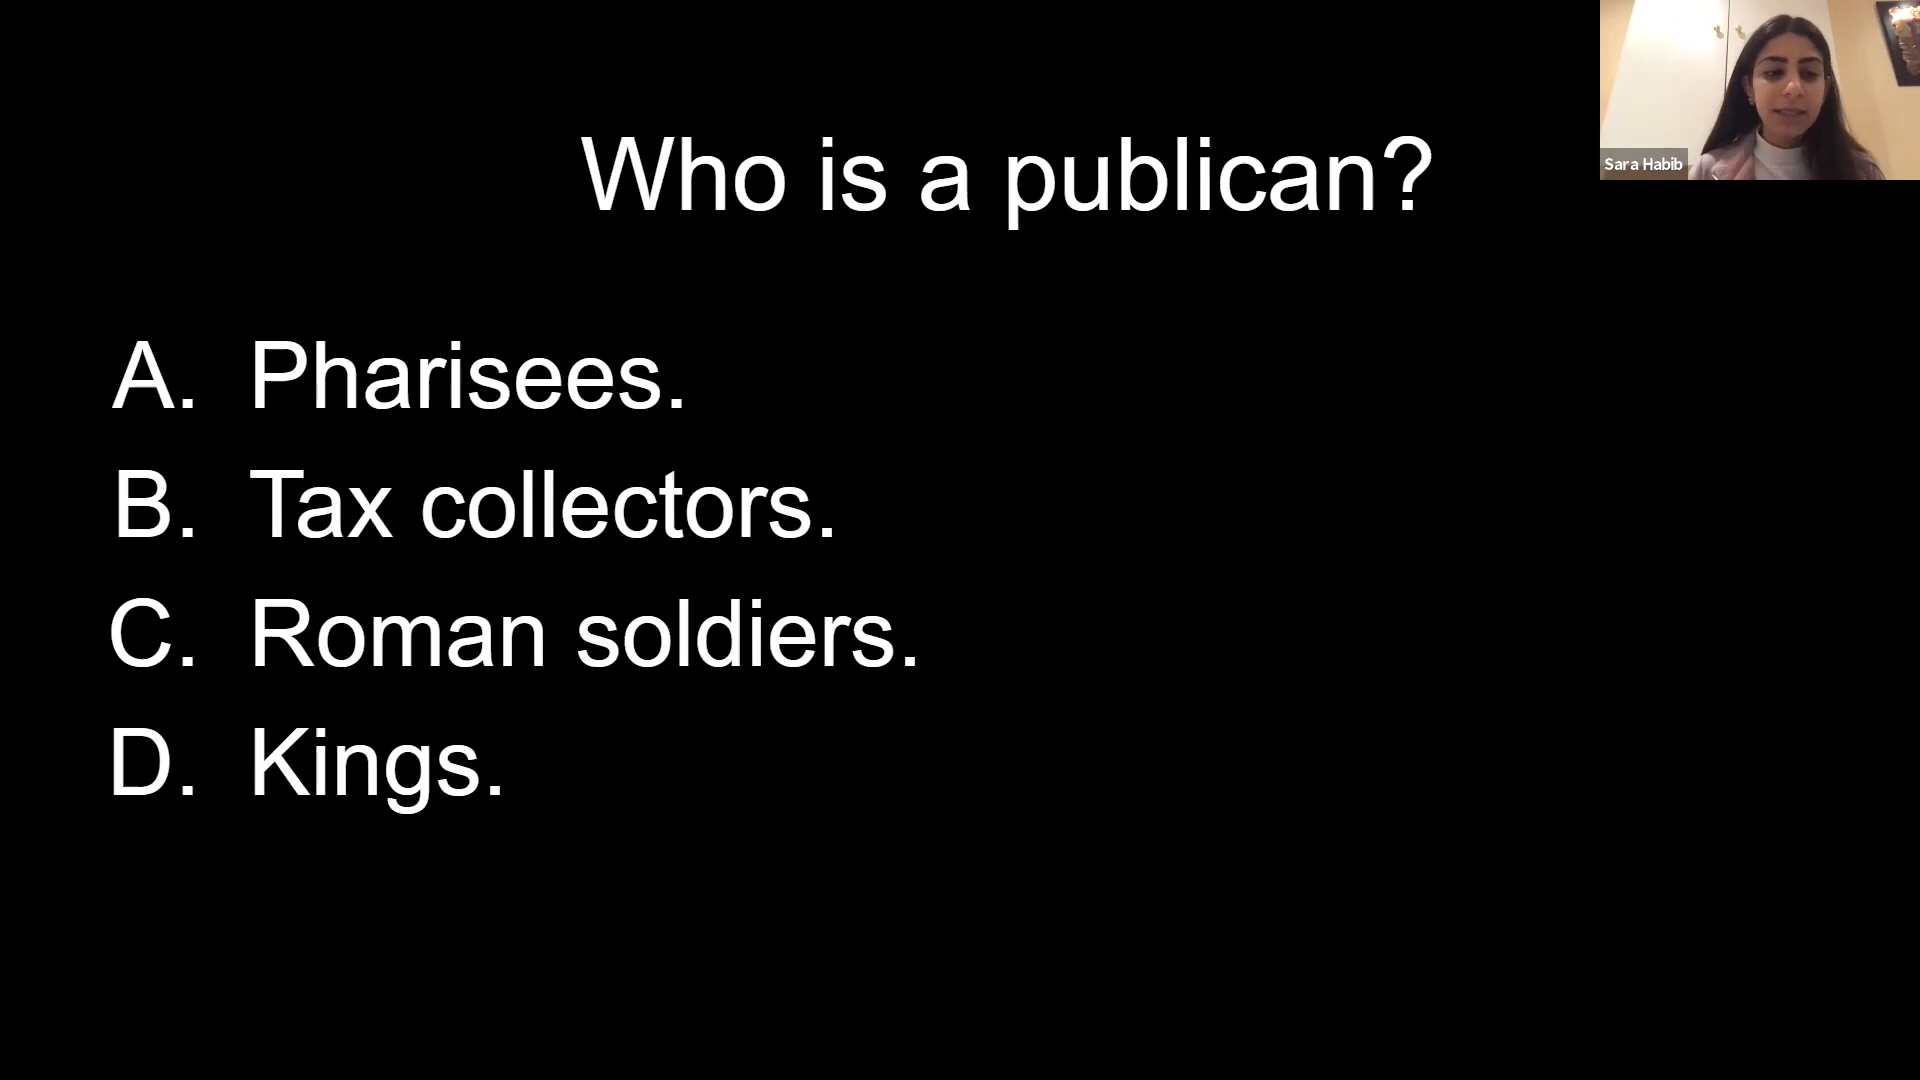 Who is a publican?
Sara Habib
A. Pharisees.
B. Tax collectors.
C. Roman soldiers.
D. Kings.